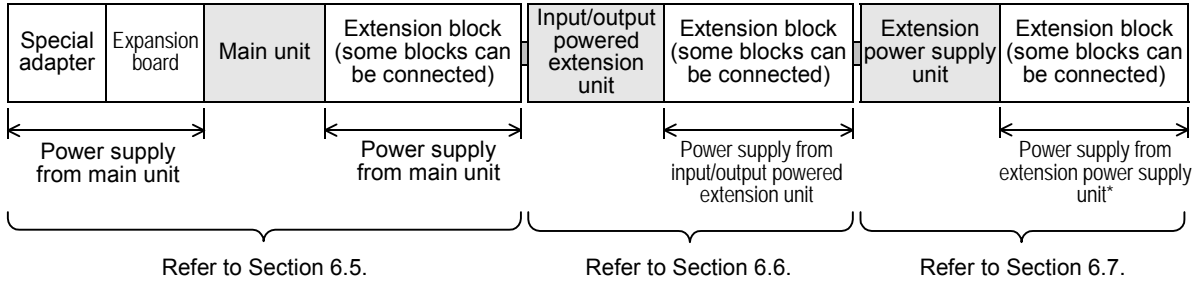 Special
adapter
Expansion
board
Main unit
Extension block
(some blocks can
be connected)
Input/output
powered
extension
unit
Extension block
(some blocks can
be connected)
Extension
power supply
unit
Extension block
(some blocks can
be connected)
Power supply
from main unit
Power supply
from main unit
Power supply from
input/output powered
extension unit
Power supply from
extension power supply
unit*
Refer to Section 6.5.
Refer to Section 6.6.
Refer to Section 6.7.